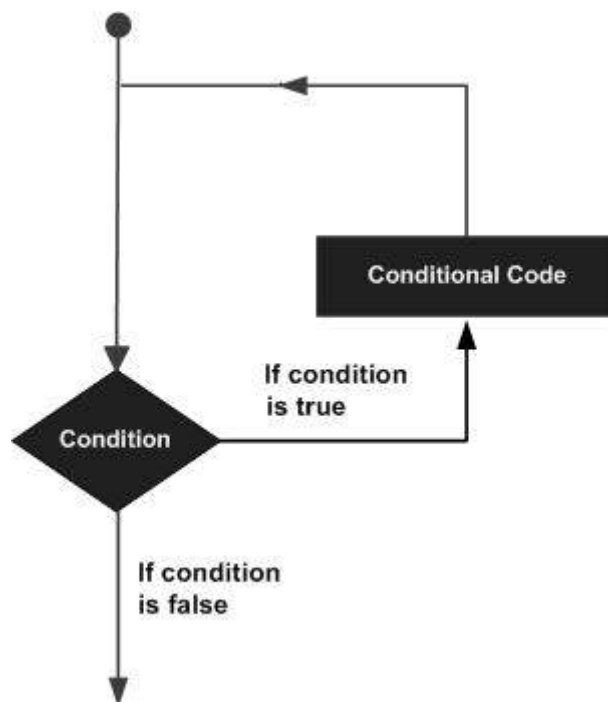 Conditional Code
If condition
is true
Condition
If condition
is false